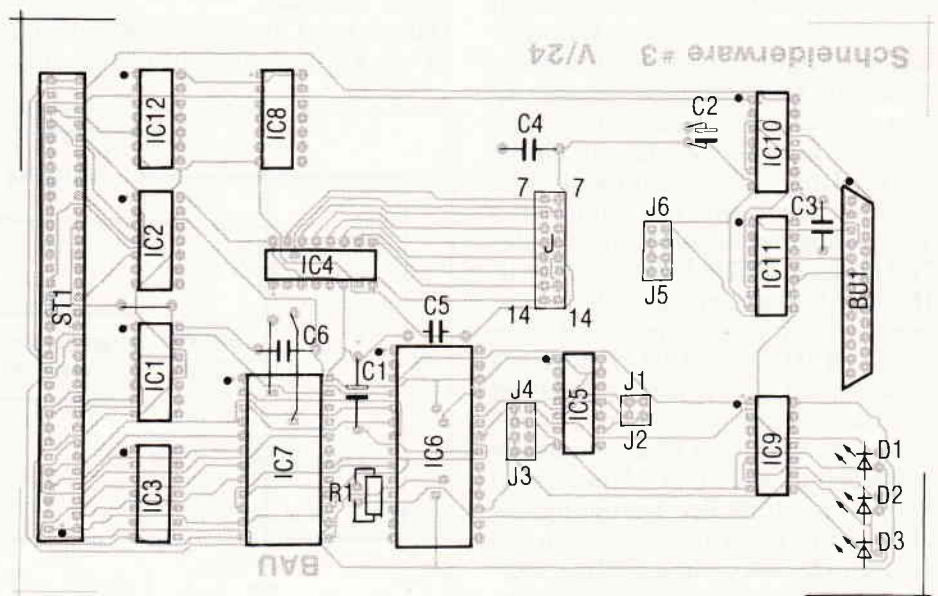 Schneiderware #3 V/24
C2
IC12
IC8
C4
IC10
7 7
J6
C3
IC2
J
IC11
IC4
ST1
J5
BU1
C5
14 14
C6
IC1
C1
J4
J1
IC5
IC7
IC6
J2
IC9
D1
J3
IC3
R1
D2
D3
BAU